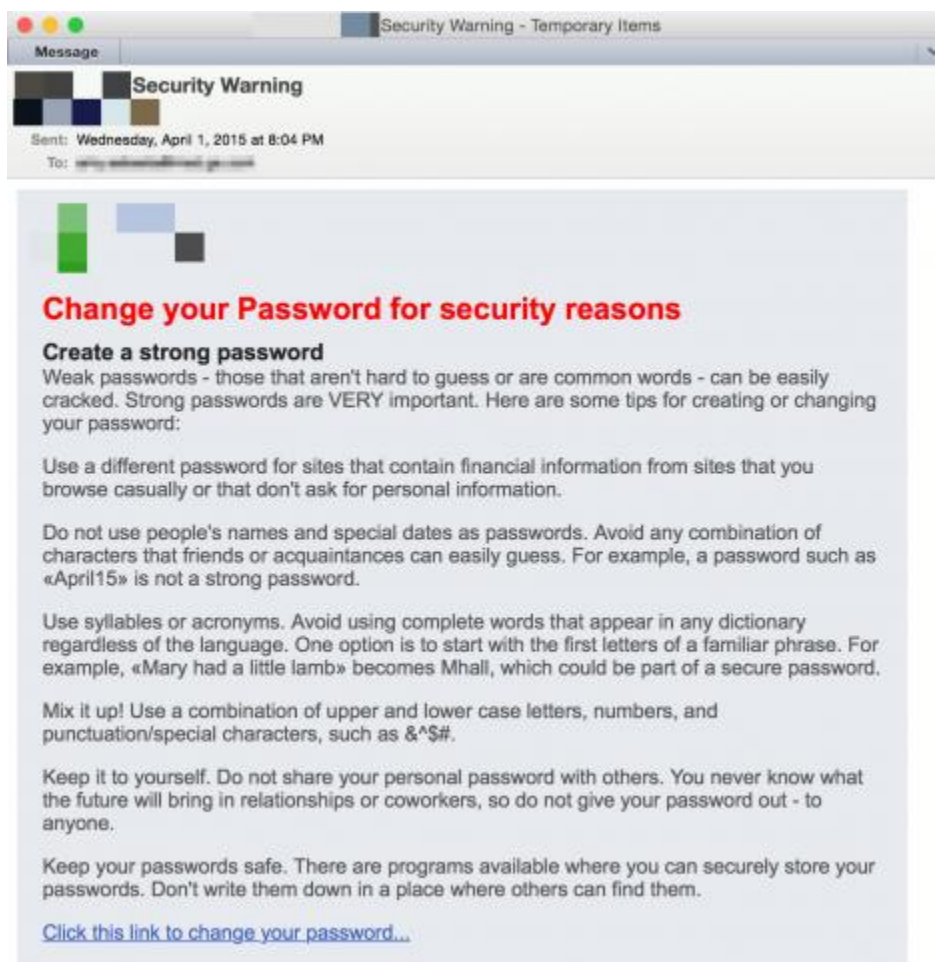 Security Warning - Temporary Items
Message
Security Warning
Sent: Wednesday, April 1, 2015 at 8:04 PM
To:
Change your Password for security reasons
Create a strong password
Weak passwords - those that aren't hard to guess or are common words - can be easily
cracked. Strong passwords are VERY important. Here are some tips for creating or changing
your password:
Use a different password for sites that contain financial information from sites that you
browse casually or that don't ask for personal information.
Do not use people's names and special dates as passwords. Avoid any combination of
characters that friends or acquaintances can easily guess. For example, a password such as
«April15» is not a strong password.
Use syllables or acronyms. Avoid using complete words that appear in any dictionary
regardless of the language. One option is to start with the first letters of a familiar phrase. For
example, «Mary had a little lamb» becomes Mhall, which could be part of a secure password.
Mix it up! Use a combination of upper and lower case letters, numbers, and
punctuation/special characters, such as &^$#.
Keep it to yourself. Do not share your personal password with others. You never know what
the future will bring in relationships or coworkers, so do not give your password out - to
anyone.
Keep your passwords safe. There are programs available where you can securely store your
passwords. Don't write them down in a place where others can find them.
Click this link to change your password...